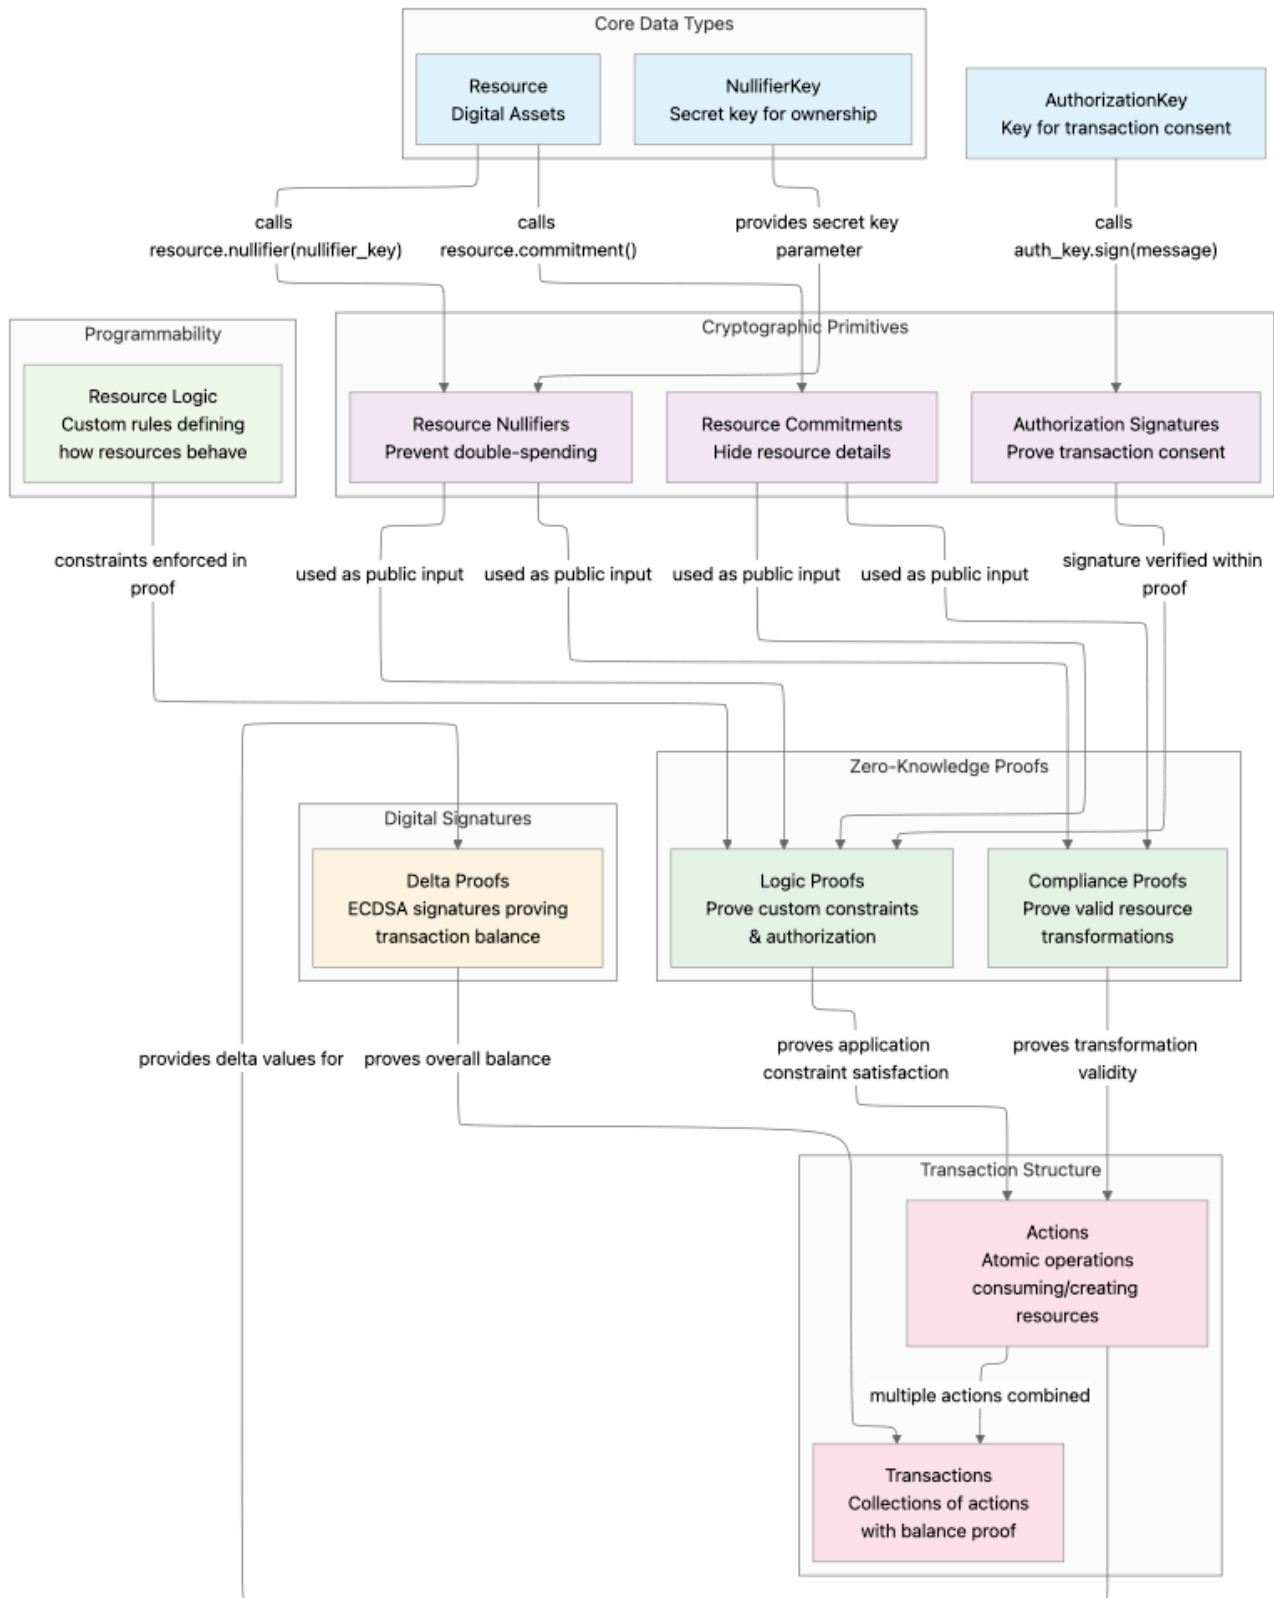 Core Data Types
Resource
Digital Assets
NullifierKey
Secret key for ownership
AuthorizationKey
Key for transaction consent
calls
resource.nullifier(nullifier_key)
calls
resource.commitment()
provides secret key
parameter
calls
auth_key.sign(message)
Programmability
Resource Logic
Custom rules defining
how resources behave
Cryptographic Primitives
Resource Nullifiers
Prevent double-spending
Resource Commitments
Hide resource details
Authorization Signatures
Prove transaction consent
constraints enforced in
proof
used as public input
used as public input
used as public input
used as public input
signature verified within
proof
Zero-Knowledge Proofs
Digital Signatures
Delta Proofs
ECDSA signatures proving
transaction balance
Logic Proofs
Prove custom constraints
& authorization
Compliance Proofs
Prove valid resource
transformations
provides delta values for
proves overall balance
proves application
constraint satisfaction
proves transformation
validity
Transaction Structure
Actions
Atomic operations
consuming/creating
resources
multiple actions combined
Transactions
Collections of actions
with balance proof